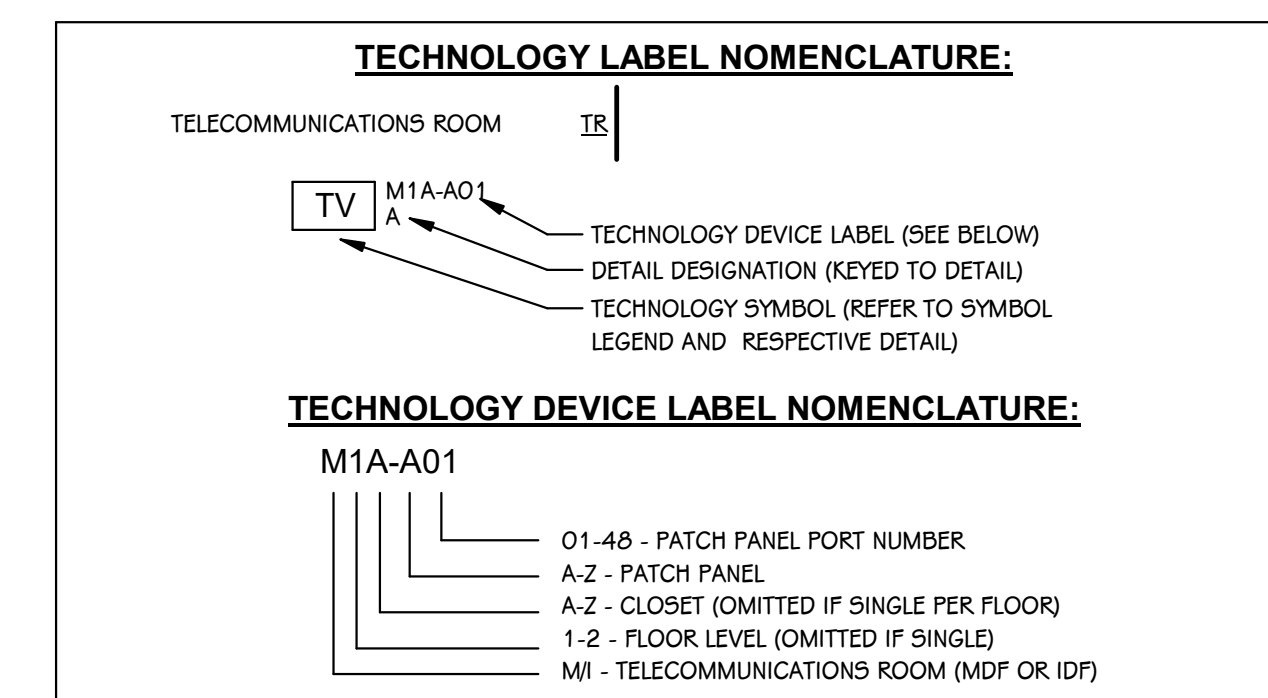 TECHNOLOGY LABEL NOMENCLATURE:
TELECOMMUNICATIONS ROOM TR
TV M1A-A01
A
TECHNOLOGY DEVICE LABEL (SEE BELOW)
DETAIL DESIGNATION (KEYED TO DETAIL)
TECHNOLOGY SYMBOL (REFER TO SYMBOL
LEGEND AND RESPECTIVE DETAIL)
TECHNOLOGY DEVICE LABEL NOMENCLATURE:
M1A-A01
01-48 - PATCH PANEL PORT NUMBER
A-Z - PATCH PANEL
A-Z - CLOSET (OMITTED IF SINGLE PER FLOOR)
1-2 - FLOOR LEVEL (OMITTED IF SINGLE)
M/I - TELECOMMUNICATIONS ROOM (MDF OR IDF)